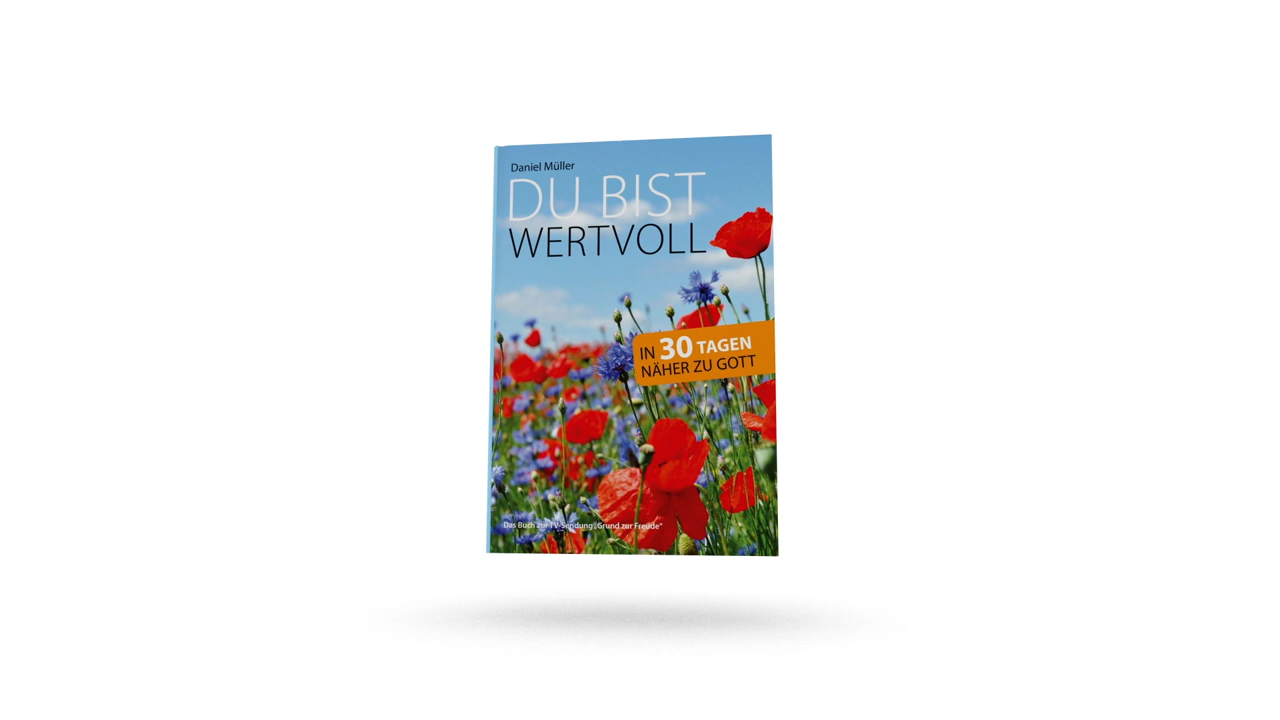 Daniel Müller
DU BIST
WERTVOLL
IN 30 TAGEN
NÄHER ZU GOTT
Das Buch zur TV-Sendung „Grund zur Freude“